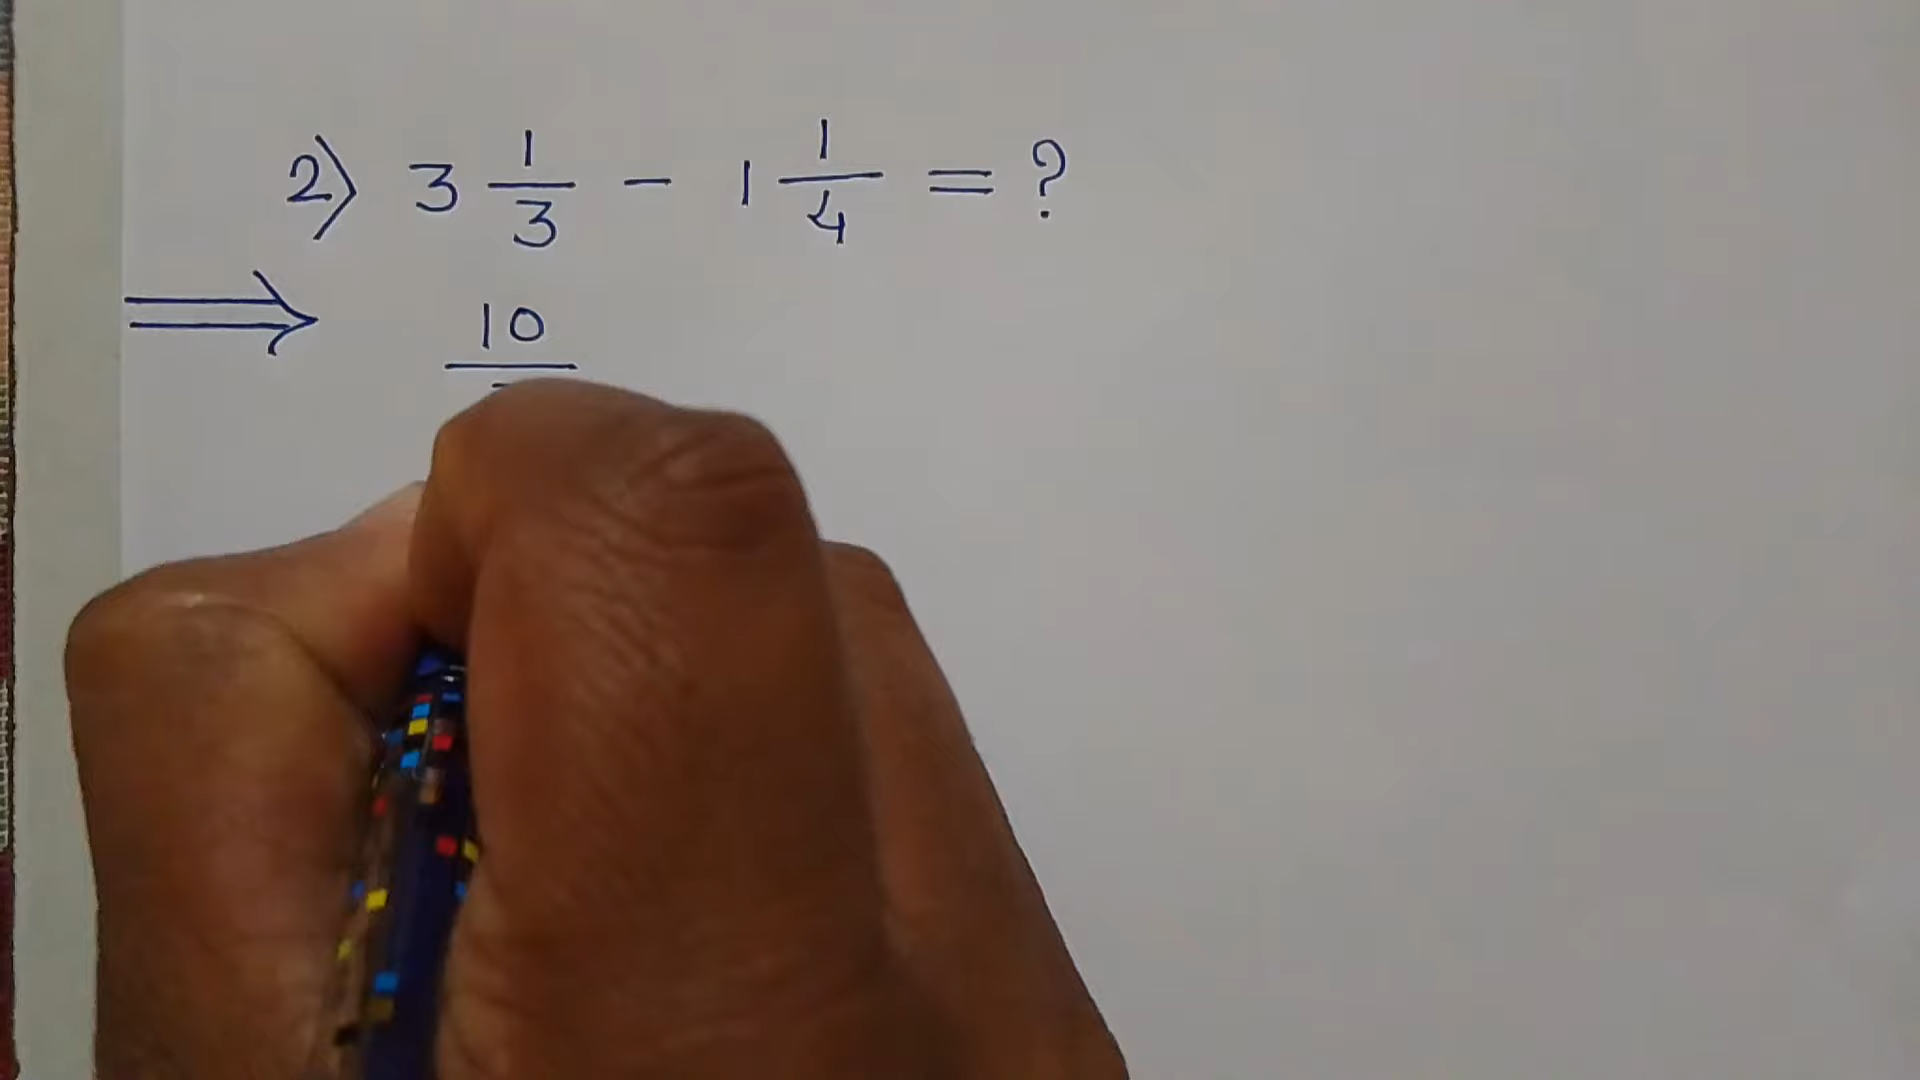 2) 3 1/3 - 1 1/4 = ?
⇒ 10/